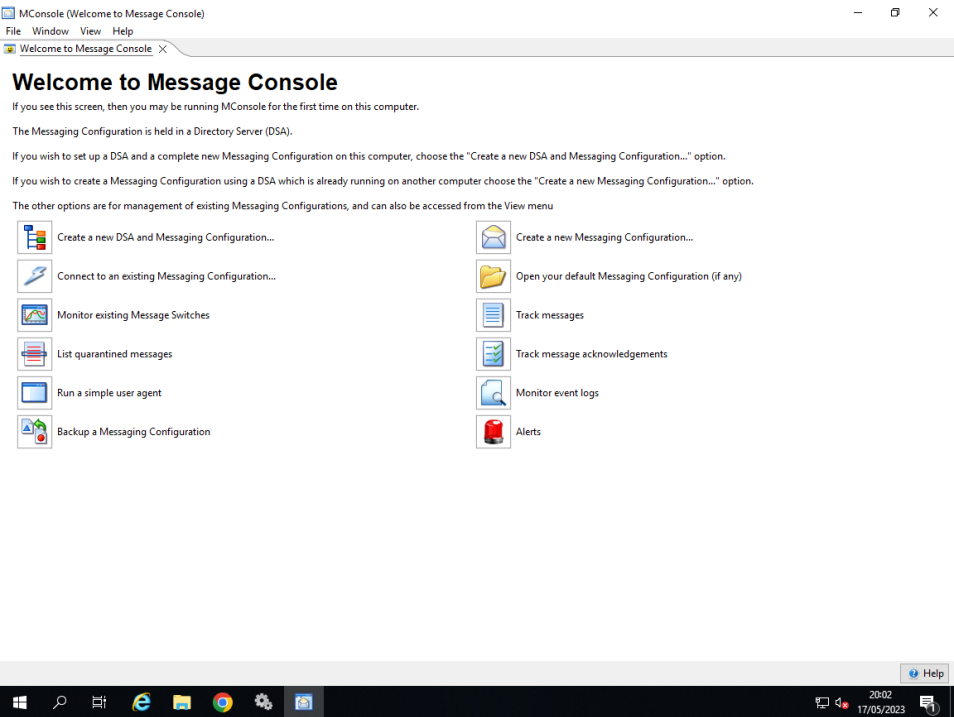 MConsole (Welcome to Message Console)
File Window View Help
Welcome to Message Console
Welcome to Message Console
If you see this screen, then you may be running MConsole for the first time on this computer.
The Messaging Configuration is held in a Directory Server (DSA).
If you wish to set up a DSA and a complete new Messaging Configuration on this computer, choose the "Create a new DSA and Messaging Configuration..." option.
If you wish to create a Messaging Configuration using a DSA which is already running on another computer choose the "Create a new Messaging Configuration..." option.
The other options are for management of existing Messaging Configurations, and can also be accessed from the View menu
Create a new DSA and Messaging Configuration... Create a new Messaging Configuration...
Connect to an existing Messaging Configuration... Open your default Messaging Configuration (if any)
Monitor existing Message Switches Track messages
List quarantined messages Track message acknowledgements
Run a simple user agent Monitor event logs
Backup a Messaging Configuration Alerts
Help
20:02
17/05/2023
1